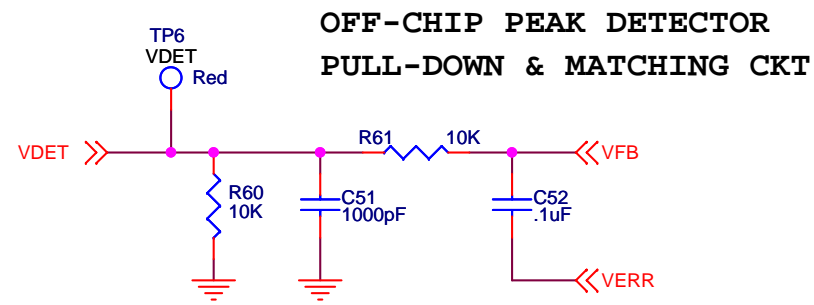 OFF-CHIP PEAK DETECTOR
PULL-DOWN & MATCHING CKT
TP6
VDET
Red
VDET
R61 10K
VFB
R60
10K
C51
1000pF
C52
.1uF
VERR